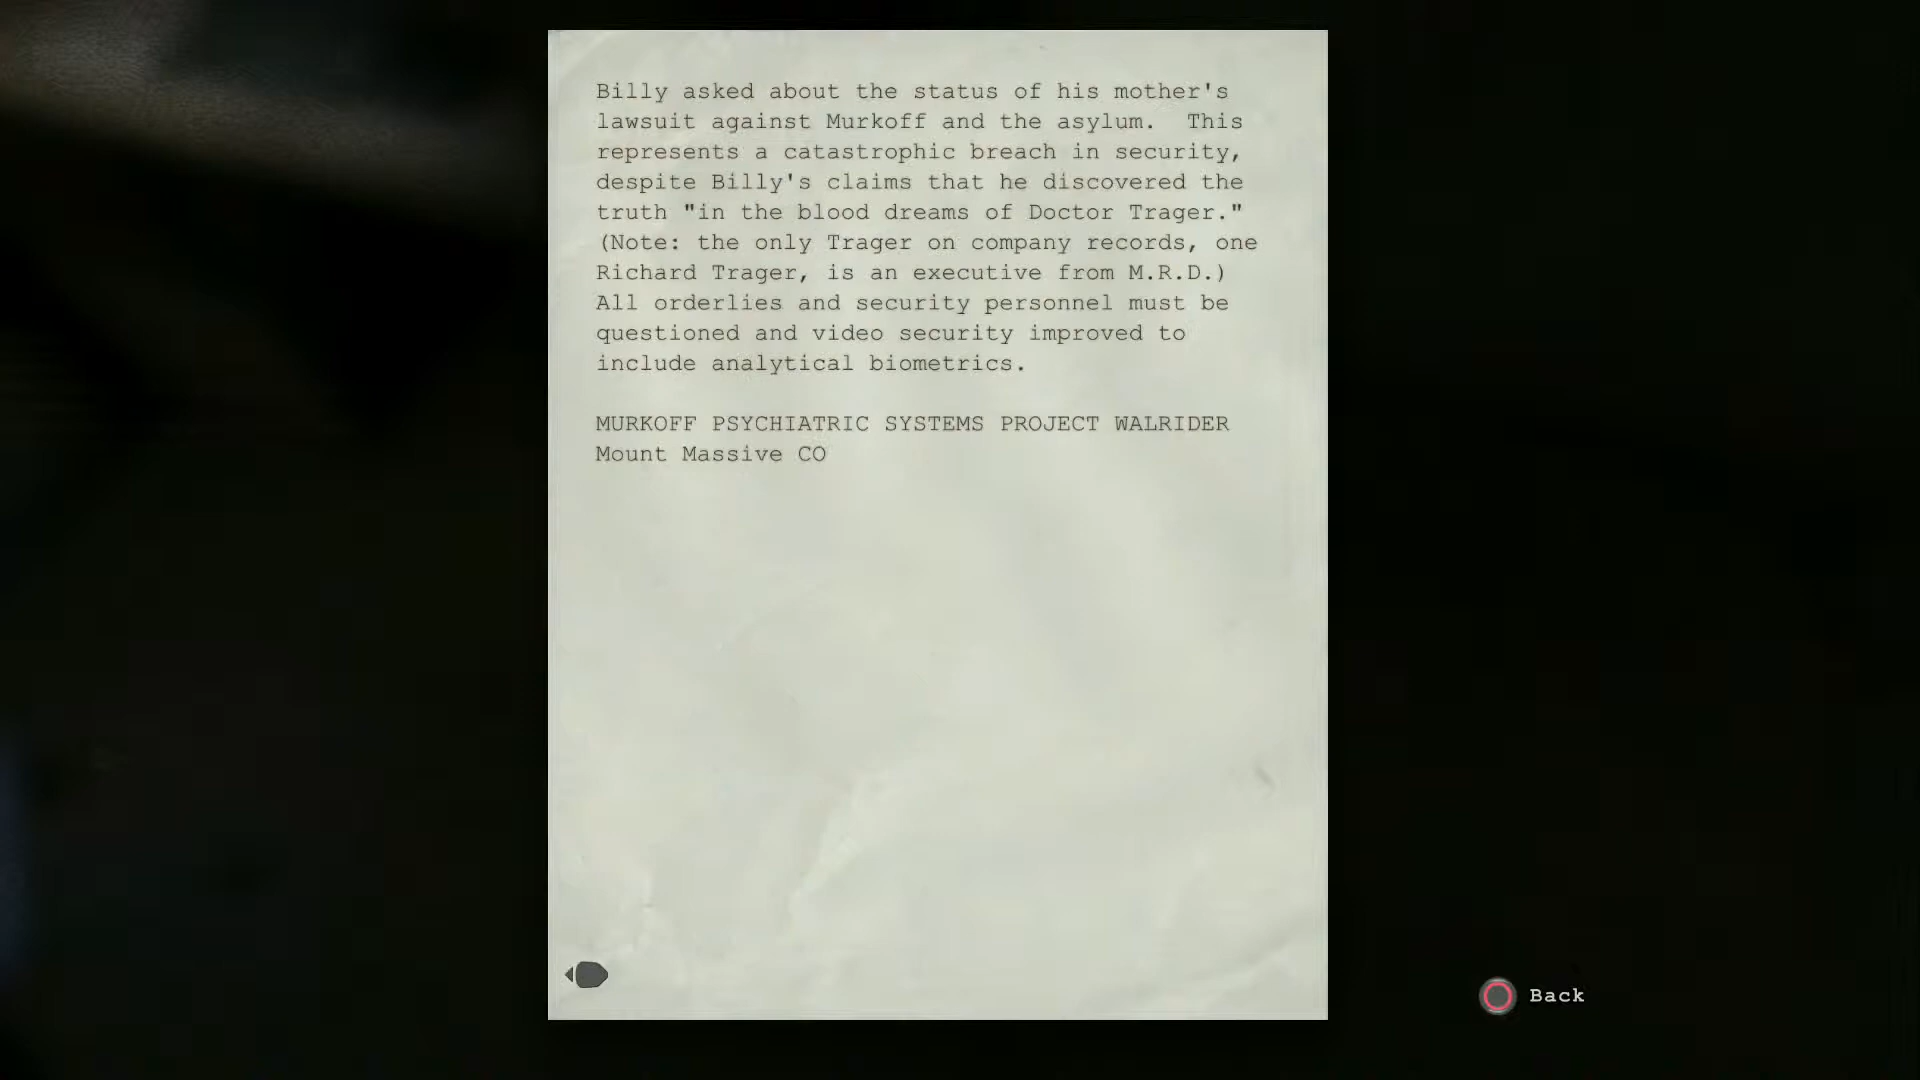 Billy asked about the status of his mother's
lawsuit against Murkoff and the asylum.  This
represents a catastrophic breach in security,
despite Billy's claims that he discovered the
truth "in the blood dreams of Doctor Trager."
(Note: the only Trager on company records, one
Richard Trager, is an executive from M.R.D.)
All orderlies and security personnel must be
questioned and video security improved to
include analytical biometrics.

MURKOFF PSYCHIATRIC SYSTEMS PROJECT WALRIDER
Mount Massive CO

Back